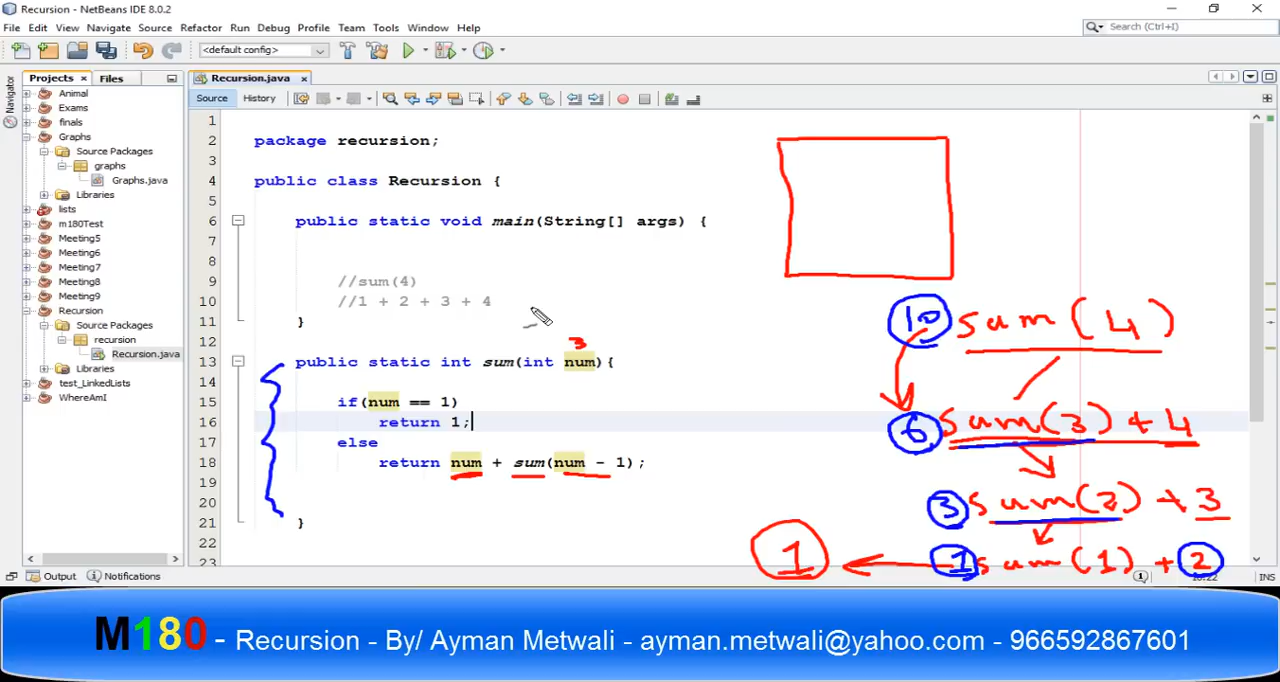 Recursion - NetBeans IDE 8.0.2
File Edit View Navigate Source Refactor Run Debug Profile Team Tools Window Help
Search (Ctrl+I)
<default config>
Projects × Files
Recursion.java ×
Navigator
Source History
Animal
Exams
finals
Graphs
Source Packages
graphs
Graphs.java
Libraries
lists
m180Test
Meeting5
Meeting6
Meeting7
Meeting8
Meeting9
Recursion
Source Packages
recursion
Recursion.java
Libraries
test_LinkedLists
WhereAmI
1
2 package recursion;
3
4 public class Recursion {
5
6 public static void main(String[] args) {
7
8
9 //sum(4)
10 //1 + 2 + 3 + 4
11 }
12
3
13 public static int sum(int num){
14
15 if(num == 1)
16 return 1;
17 else
18 return num + sum(num - 1);
19
20
21 }
22
23
10 sum(4)
6 sum(3) + 4
3 sum(2) + 3
1 1 sum(1) + 2
Output Notifications
1
INS
M180 - Recursion - By/ Ayman Metwali - ayman.metwali@yahoo.com - 966592867601